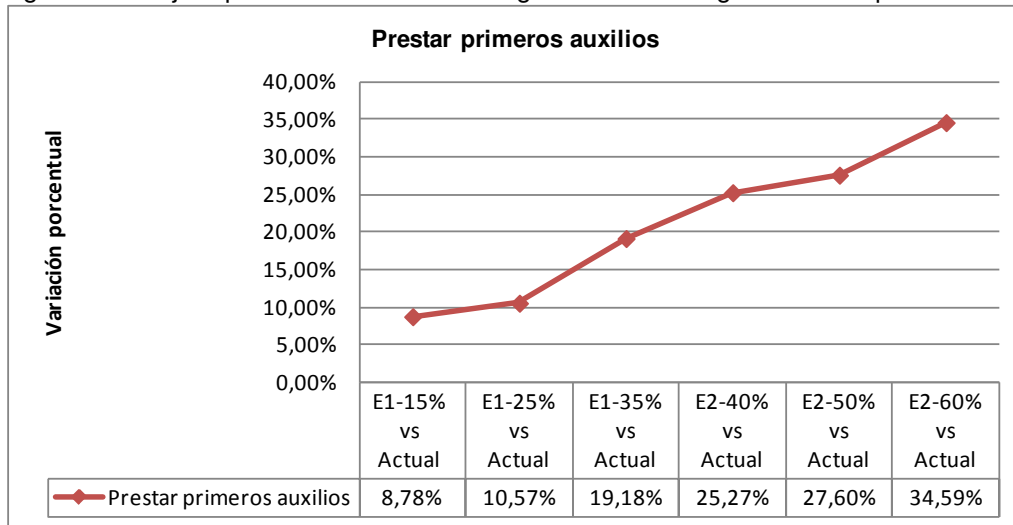 Prestar primeros auxilios
40,00%
35,00%
30,00%
25,00%
20,00%
15,00%
10,00%
5,00%
0,00%
Variación porcentual
E1-15% vs Actual
E1-25% vs Actual
E1-35% vs Actual
E2-40% vs Actual
E2-50% vs Actual
E2-60% vs Actual
Prestar primeros auxilios 8,78% 10,57% 19,18% 25,27% 27,60% 34,59%